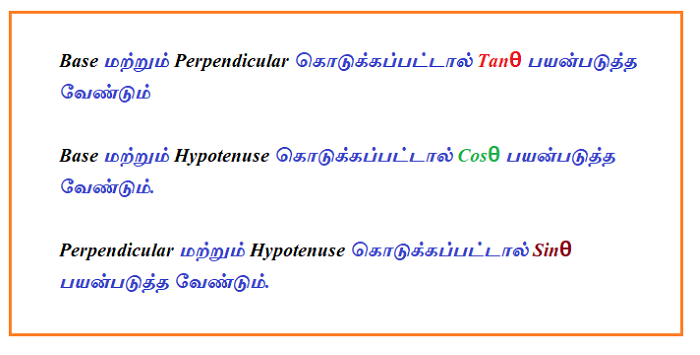 Base மற்றும் Perpendicular கொடுக்கப்பட்டால் Tanθ பயன்படுத்த
வேண்டும்
Base மற்றும் Hypotenuse கொடுக்கப்பட்டால் Cosθ பயன்படுத்த
வேண்டும்.
Perpendicular மற்றும் Hypotenuse கொடுக்கப்பட்டால் Sinθ
பயன்படுத்த வேண்டும்.